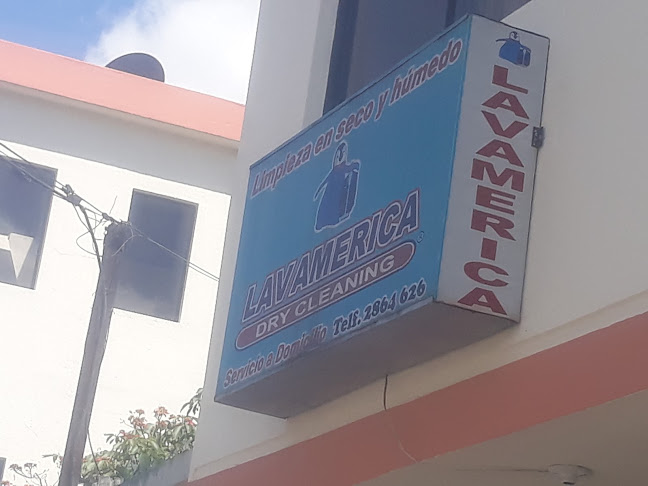 Limpieza en seco y húmedo
LAVAMERICA
DRY CLEANING
Servicio a Domicilio Telf. 2864 626
LAVAMERICA